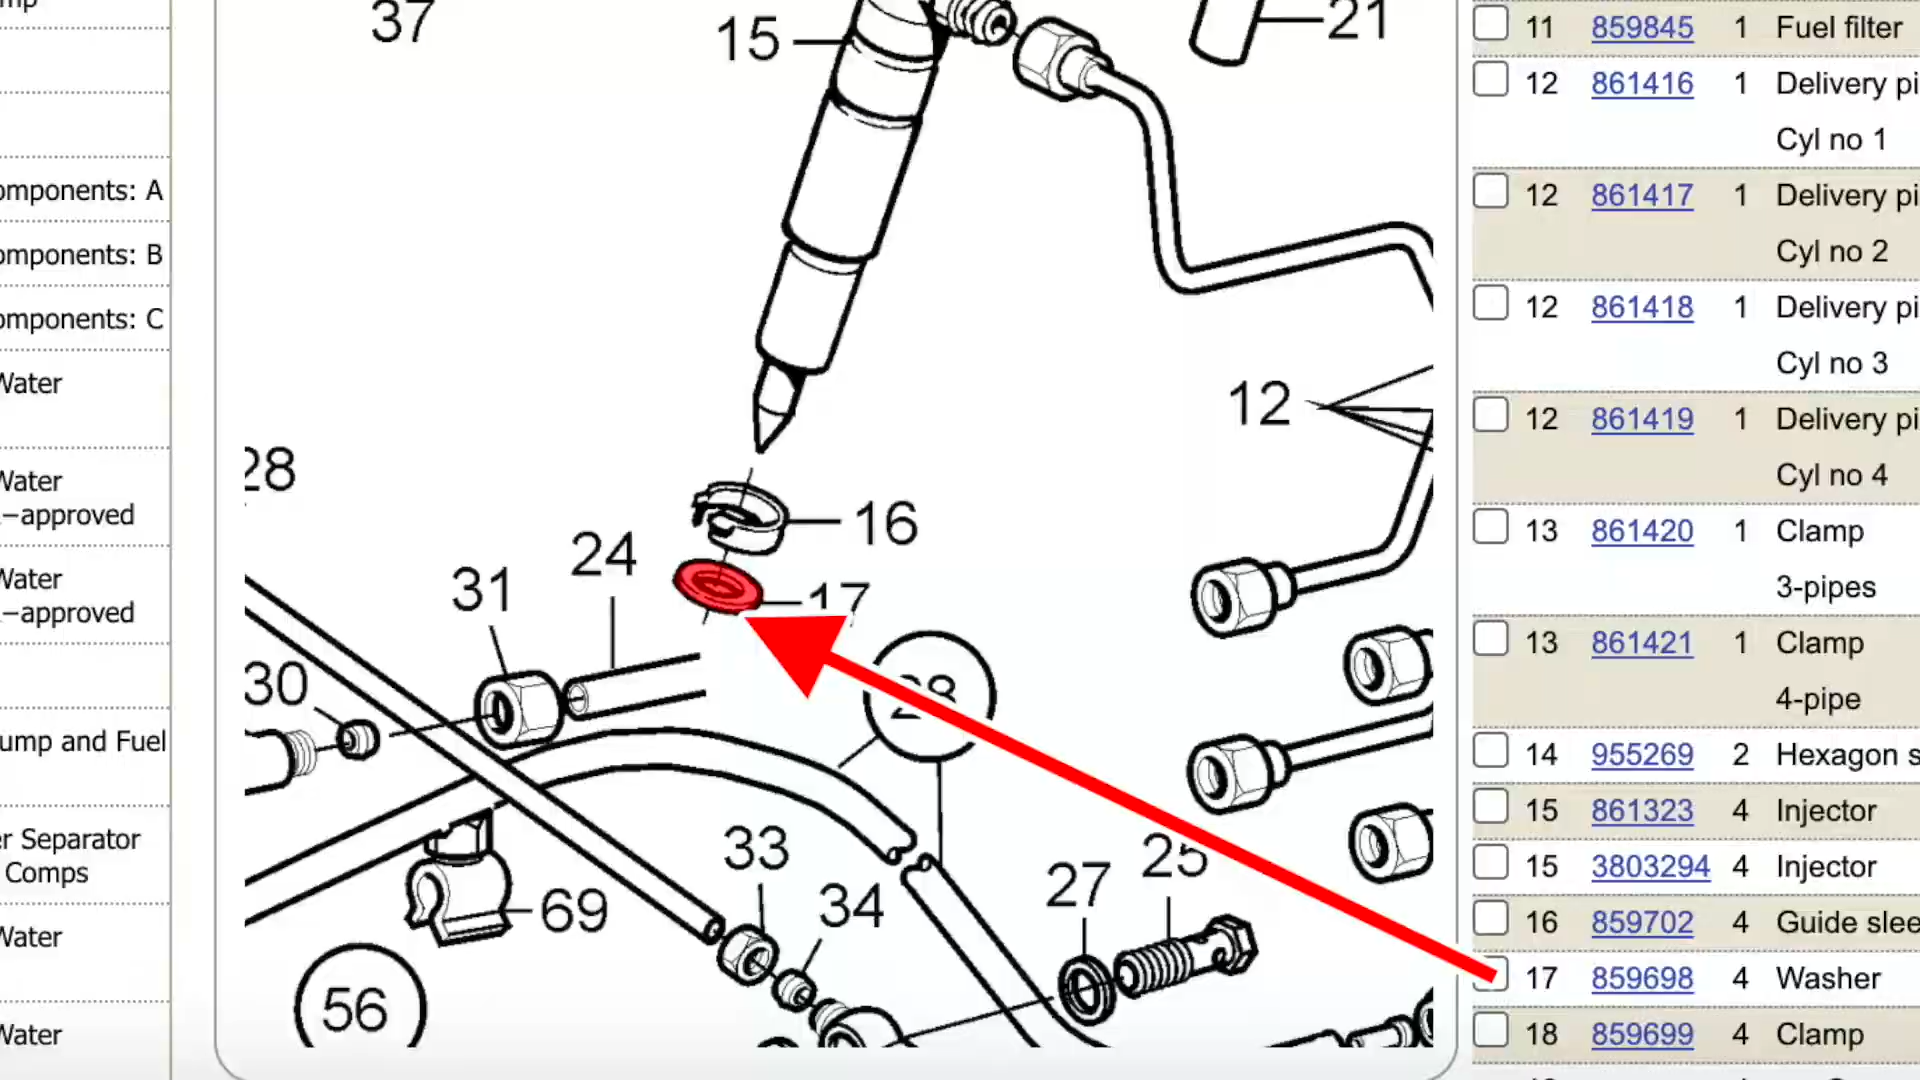 omponents: A
omponents: B
omponents: C
Water
Water
–approved
Water
–approved
ump and Fuel
er Separator
Comps
Water
Water
37
15
21
12
28
16
24
31
17
30
28
33
34
25
27
69
56
11 859845 1 Fuel filter
12 861416 1 Delivery pi
Cyl no 1
12 861417 1 Delivery pi
Cyl no 2
12 861418 1 Delivery pi
Cyl no 3
12 861419 1 Delivery pi
Cyl no 4
13 861420 1 Clamp
3-pipes
13 861421 1 Clamp
4-pipe
14 955269 2 Hexagon s
15 861323 4 Injector
15 3803294 4 Injector
16 859702 4 Guide slee
17 859698 4 Washer
18 859699 4 Clamp